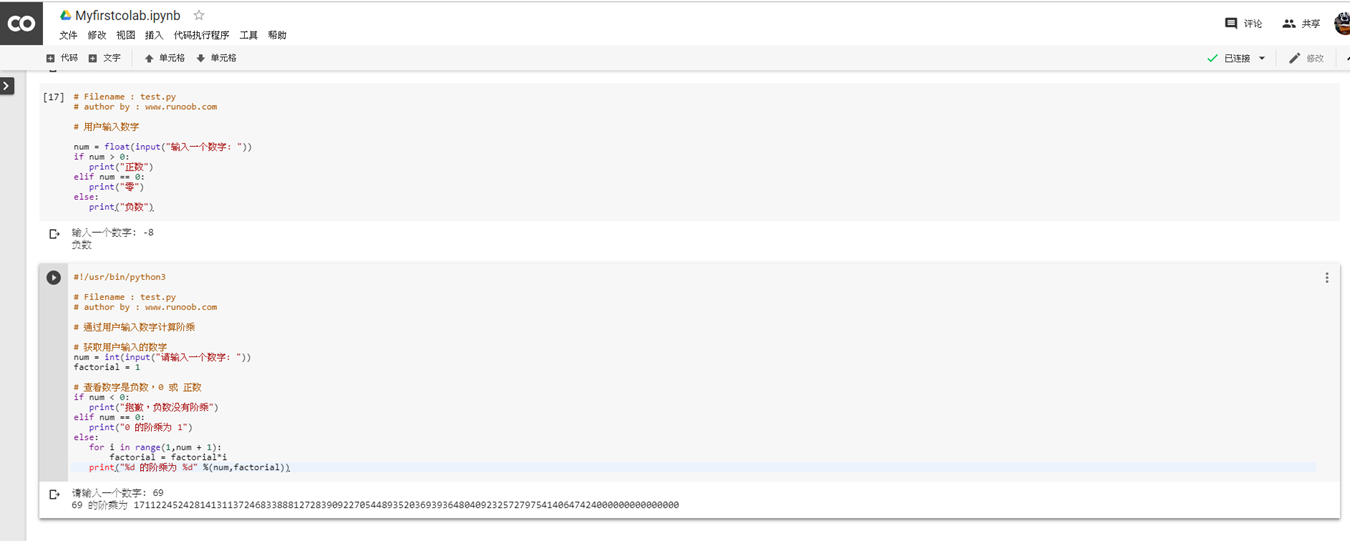 CO Myfirstcolab.ipynb
评论 共享
文件 修改 视图 插入 代码执行程序 工具 帮助
代码 文字 单元格 单元格
已连接 修改
[17] # Filename : test.py
# author by : www.runoob.com
# 用户输入数字
num = float(input("输入一个数字: "))
if num > 0:
print("正数")
elif num == 0:
print("零")
else:
print("负数")
输入一个数字: -8
负数
#!/usr/bin/python3
# Filename : test.py
# author by : www.runoob.com
# 通过用户输入数字计算阶乘
# 获取用户输入的数字
num = int(input("请输入一个数字: "))
factorial = 1
# 查看数字是负数，0 或 正数
if num < 0:
print("抱歉，负数没有阶乘")
elif num == 0:
print("0 的阶乘为 1")
else:
for i in range(1,num + 1):
factorial = factorial*i
print("%d 的阶乘为 %d" %(num,factorial))
请输入一个数字: 69
69 的阶乘为 171122452428141311372468338881272839092270544893520369393648040923257279754140647424000000000000000